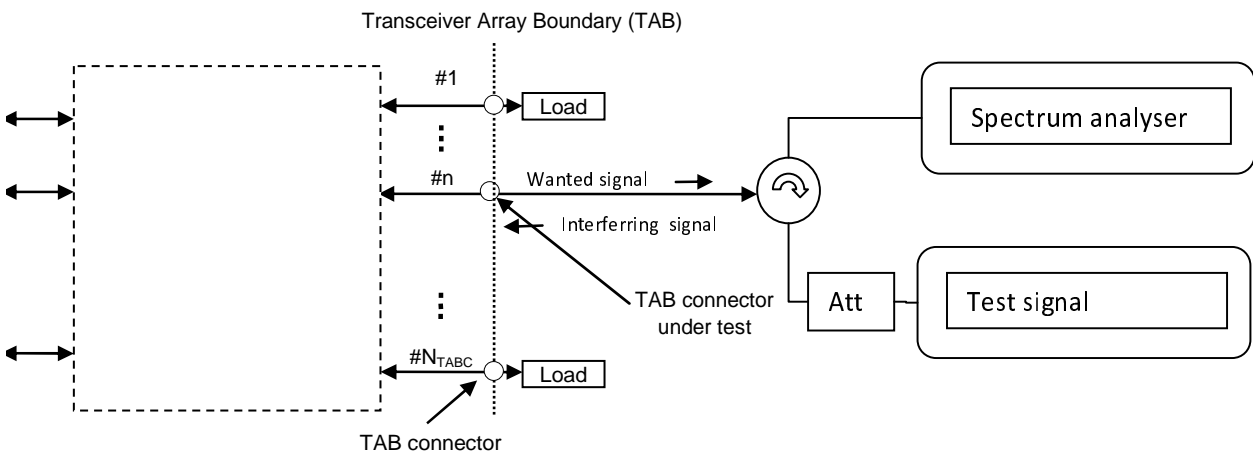 Transceiver Array Boundary (TAB)
#1
Load
Spectrum analyser
#n
Wanted signal
Interferring signal
TAB connector
under test
Att
Test signal
#NTABC
Load
TAB connector